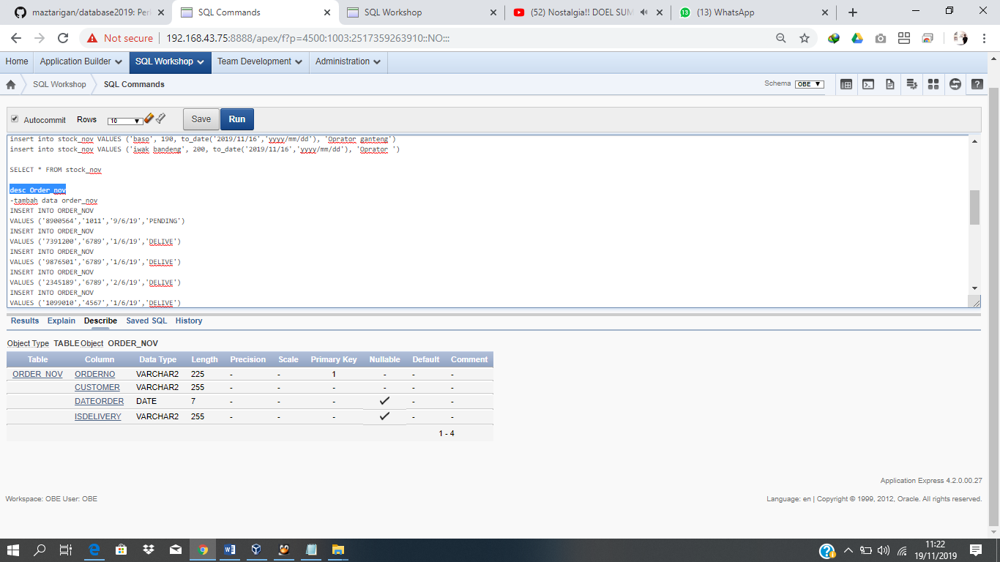 maztarigan/database2019: Per
SQL Commands
SQL Workshop
(52) Nostalgia!! DOEL SUM
(13) WhatsApp
Not secure 192.168.43.75:8888/apex/f?p=4500:1003:2517359263910::NO:::
Home Application Builder SQL Workshop Team Development Administration
SQL Workshop SQL Commands Schema OBE
Autocommit Rows 10 Save Run
insert into stock_nov VALUES ('baso', 190, to_date('2019/11/16','yyyy/mm/dd'), 'Oprator ganteng')
insert into stock_nov VALUES ('iwak bandeng', 200, to_date('2019/11/16','yyyy/mm/dd'), 'Oprator ')
SELECT * FROM stock_nov
desc Order_nov
-tambah data order_nov
INSERT INTO ORDER_NOV
VALUES ('8900564','1011','9/6/19','PENDING')
INSERT INTO ORDER_NOV
VALUES ('7391200','6789','1/6/19','DELIVE')
INSERT INTO ORDER_NOV
VALUES ('9876501','6789','1/6/19','DELIVE')
INSERT INTO ORDER_NOV
VALUES ('2345189','6789','2/6/19','DELIVE')
INSERT INTO ORDER_NOV
VALUES ('1099010','4567','1/6/19','DELIVE')
Results Explain Describe Saved SQL History
Object Type TABLE Object ORDER_NOV
Table Column Data Type Length Precision Scale Primary Key Nullable Default Comment
ORDER_NOV ORDERNO VARCHAR2 225 - - 1 - - -
CUSTOMER VARCHAR2 255 - - - - - -
DATEORDER DATE 7 - - - ✓ - -
ISDELIVERY VARCHAR2 255 - - - ✓ - -
1 - 4
Application Express 4.2.0.00.27
Workspace: OBE User: OBE Language: en | Copyright © 1999, 2012, Oracle. All rights reserved.
11:22
19/11/2019